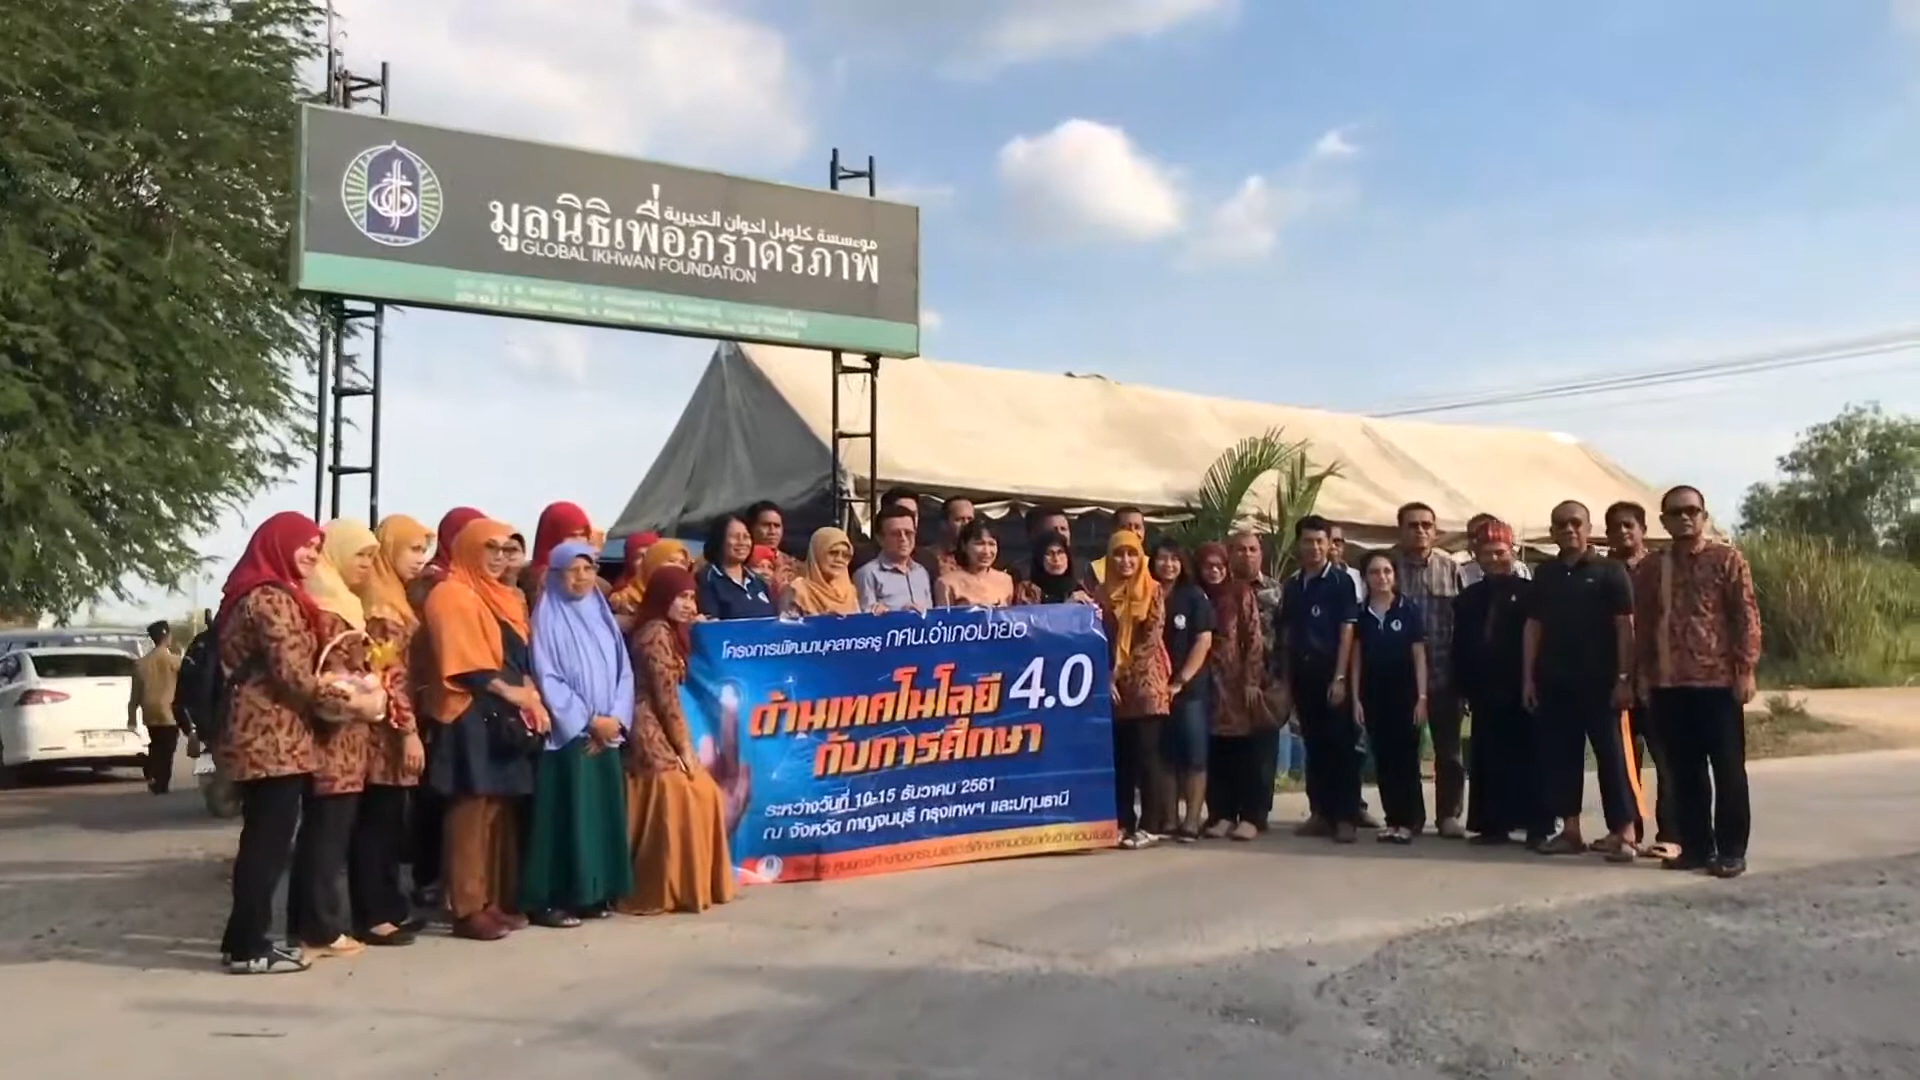 مؤسسة كلوبل اخوان الخيرية
มูลนิธิเพื่อภราดรภาพ
GLOBAL IKHWAN FOUNDATION
โครงการพัฒนาบุคลากรครู กศน.อำเภอมายอ
ด้านเทคโนโลยี 4.0
กับการศึกษา
ระหว่างวันที่ 10-15 ธันวาคม 2561
ณ จังหวัด กาญจนบุรี กรุงเทพฯ และปทุมธานี